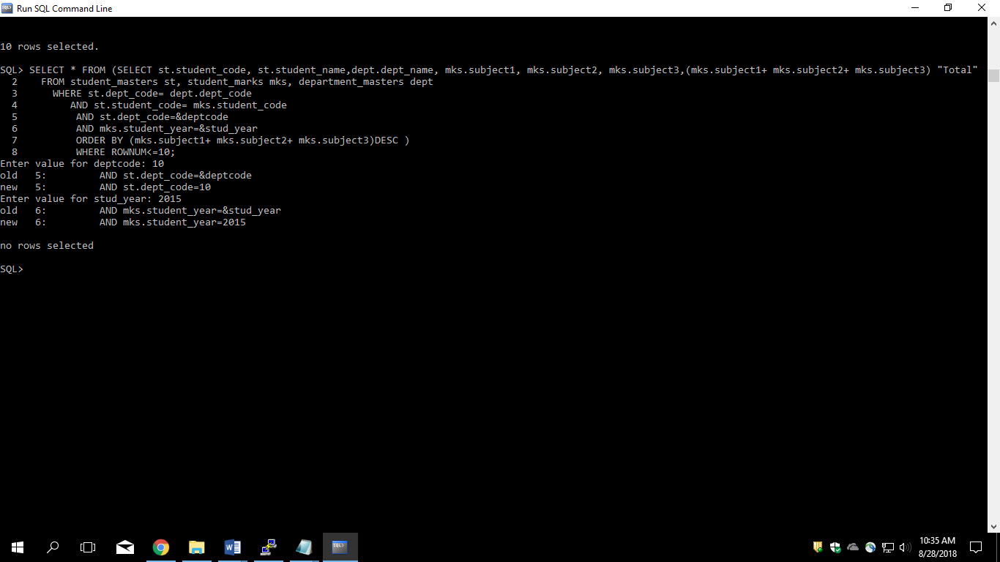 Run SQL Command Line
10 rows selected.
SQL> SELECT * FROM (SELECT st.student_code, st.student_name,dept.dept_name, mks.subject1, mks.subject2, mks.subject3,(mks.subject1+ mks.subject2+ mks.subject3) "Total"
  2    FROM student_masters st, student_marks mks, department_masters dept
  3      WHERE st.dept_code= dept.dept_code
  4         AND st.student_code= mks.student_code
  5          AND st.dept_code=&deptcode
  6          AND mks.student_year=&stud_year
  7          ORDER BY (mks.subject1+ mks.subject2+ mks.subject3)DESC )
  8          WHERE ROWNUM<=10;
Enter value for deptcode: 10
old   5:         AND st.dept_code=&deptcode
new   5:         AND st.dept_code=10
Enter value for stud_year: 2015
old   6:         AND mks.student_year=&stud_year
new   6:         AND mks.student_year=2015
no rows selected
SQL>
10:35 AM
8/28/2018